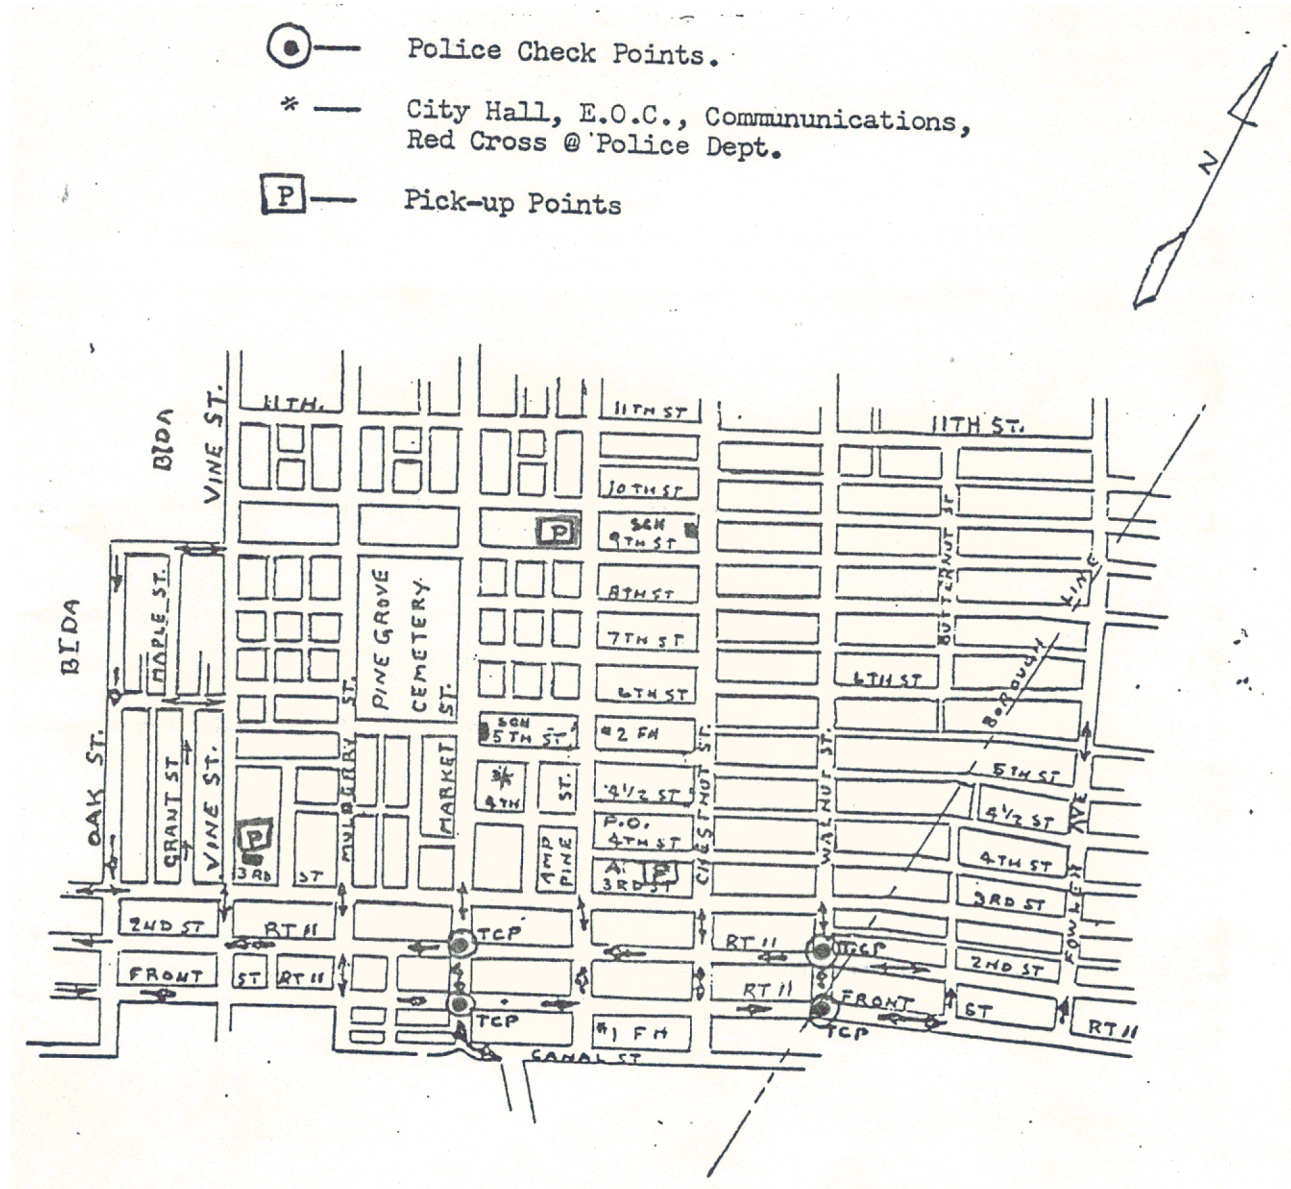 Police Check Points.
* City Hall, E.O.C., Commununications,
Red Cross @ Police Dept.
P Pick-up Points
N
BlDA
VINE ST.
11TH.
11TH ST
11TH ST.
10TH ST
P
SCH
9TH ST
BUTTERNUT ST
BlDA
MAPLE ST.
PINE GROVE
CEMETERY
8TH ST
7TH ST
6TH ST
6TH ST
BOROUGH LINE
OAK ST.
GRANT ST
VINE ST.
MULBERRY ST.
MARKET ST.
SCH
5TH ST
#2 FH
CHESTNUT ST.
WALNUT ST.
5TH ST
*
4TH
PINE ST.
4 1/2 ST
4 1/2 ST
FOWLER AVE
P
3RD ST
AMP
P.O.
4TH ST
4TH ST
A.
P
3RD ST
3RD ST
2ND ST
RT 11
TCP
RT 11
TCP
2ND ST
FRONT ST
RT 11
TCP
RT 11
FRONT ST
TCP
RT 11
#1 FH
CANAL ST